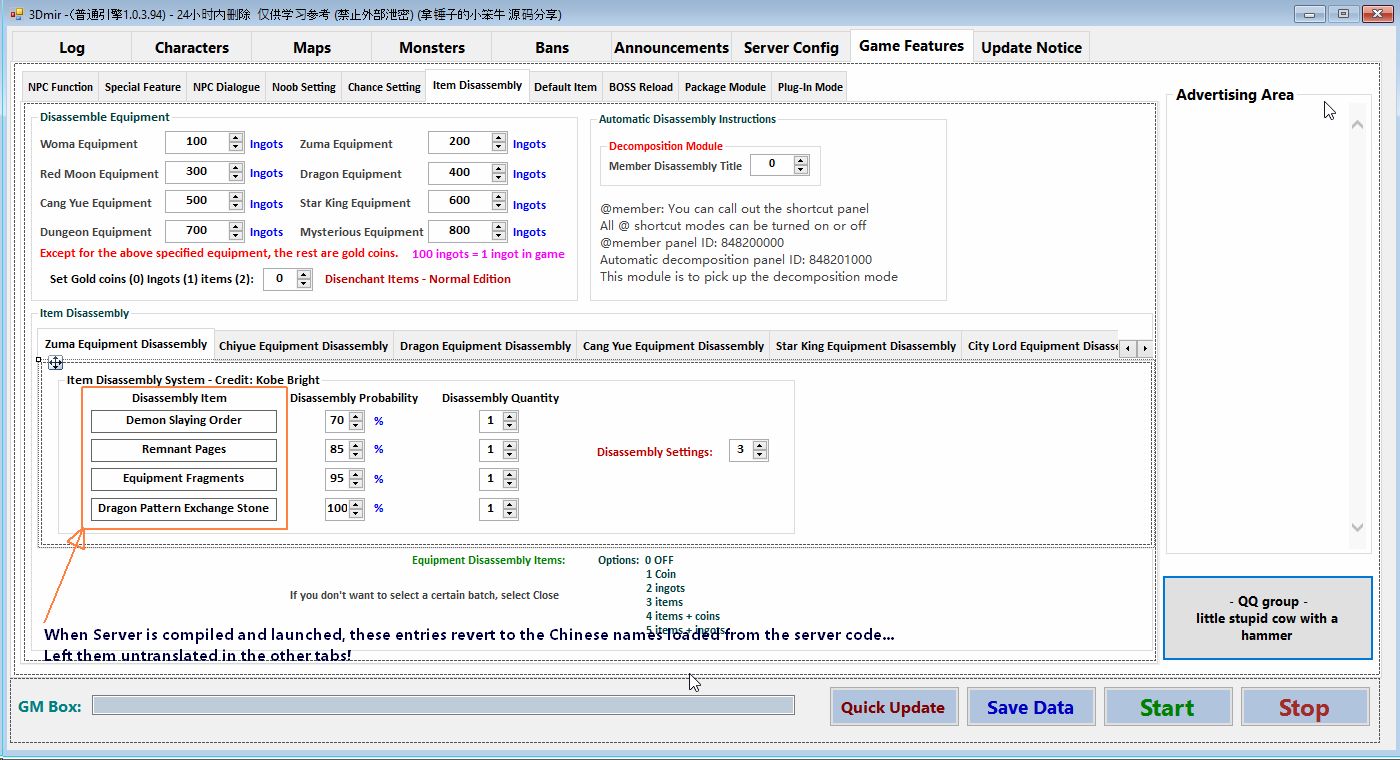 3Dmir -（普通引擎1.0.3.94) - 24小时内删除 仅供学习参考 (禁止外部泄密) (拿锤子的小笨牛 源码分享)
Log Characters Maps Monsters Bans Announcements Server Config Game Features Update Notice
NPC Function Special Feature NPC Dialogue Noob Setting Chance Setting Item Disassembly Default Item BOSS Reload Package Module Plug-In Mode
Disassemble Equipment
Woma Equipment 100 Ingots Zuma Equipment 200 Ingots
Red Moon Equipment 300 Ingots Dragon Equipment 400 Ingots
Cang Yue Equipment 500 Ingots Star King Equipment 600 Ingots
Dungeon Equipment 700 Ingots Mysterious Equipment 800 Ingots
Except for the above specified equipment, the rest are gold coins. 100 ingots = 1 ingot in game
Set Gold coins (0) Ingots (1) items (2): 0 Disenchant Items - Normal Edition
Automatic Disassembly Instructions
Decomposition Module
Member Disassembly Title 0
@member: You can call out the shortcut panel
All @ shortcut modes can be turned on or off
@member panel ID: 848200000
Automatic decomposition panel ID: 848201000
This module is to pick up the decomposition mode
Advertising Area
Item Disassembly
Zuma Equipment Disassembly Chiyue Equipment Disassembly Dragon Equipment Disassembly Cang Yue Equipment Disassembly Star King Equipment Disassembly City Lord Equipment Disasse
Item Disassembly System - Credit: Kobe Bright
Disassembly Item Disassembly Probability Disassembly Quantity
Demon Slaying Order 70 % 1
Remnant Pages 85 % 1
Equipment Fragments 95 % 1
Dragon Pattern Exchange Stone 100 % 1
Disassembly Settings: 3
Equipment Disassembly Items: Options: 0 OFF
1 Coin
2 ingots
3 items
4 items + coins
5 items + ingots
If you don't want to select a certain batch, select Close
When Server is compiled and launched, these entries revert to the Chinese names loaded from the server code...
Left them untranslated in the other tabs!
- QQ group -
little stupid cow with a
hammer
GM Box: Quick Update Save Data Start Stop